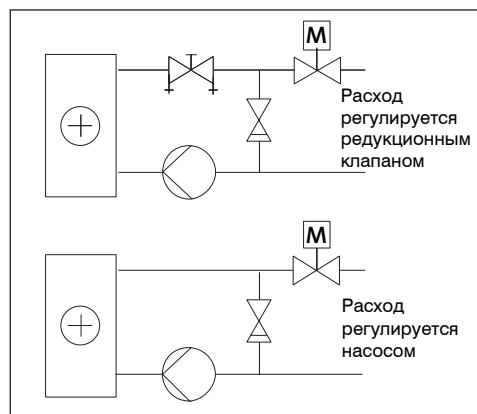 M
Расход
регулируется
редукционным
клапаном
M
Расход
регулируется
насосом